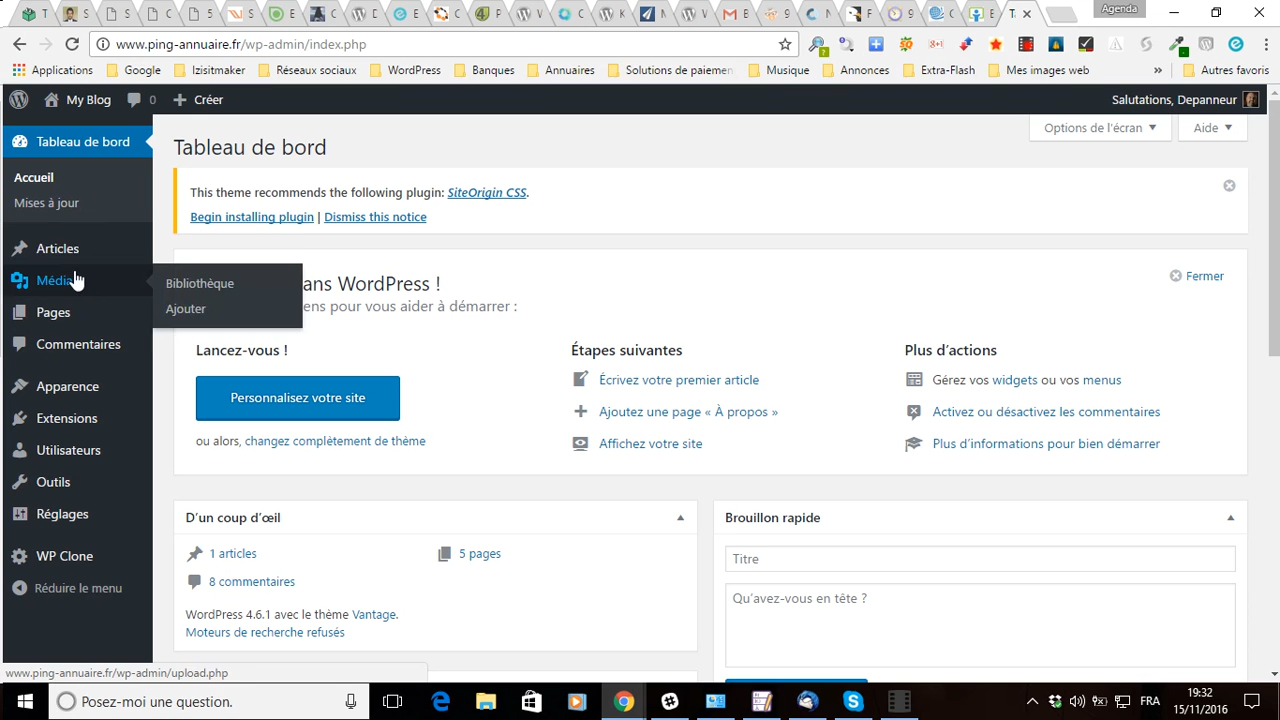 Agenda
www.ping-annuaire.fr/wp-admin/index.php
Applications Google Izisitmaker Réseaux sociaux WordPress Banques Annuaires Solutions de paiemen Musique Annonces Extra-Flash Mes images web » Autres favoris
My Blog 0 + Créer Salutations, Depanneur
Options de l'écran Aide
Tableau de bord
Accueil
Mises à jour
Articles
Média
Pages
Commentaires
Apparence
Extensions
Utilisateurs
Outils
Réglages
WP Clone
Réduire le menu
Bibliothèque
Ajouter
Tableau de bord
This theme recommends the following plugin: SiteOrigin CSS.
Begin installing plugin | Dismiss this notice
ans WordPress !
ens pour vous aider à démarrer :
Fermer
Lancez-vous !
Personnalisez votre site
ou alors, changez complètement de thème
Étapes suivantes
Écrivez votre premier article
Ajoutez une page « À propos »
Affichez votre site
Plus d'actions
Gérez vos widgets ou vos menus
Activez ou désactivez les commentaires
Plus d'informations pour bien démarrer
D'un coup d'œil
1 articles 5 pages
8 commentaires
WordPress 4.6.1 avec le thème Vantage.
Moteurs de recherche refusés
Brouillon rapide
Titre
Qu'avez-vous en tête ?
www.ping-annuaire.fr/wp-admin/upload.php
Posez-moi une question.
FRA
19:32
15/11/2016